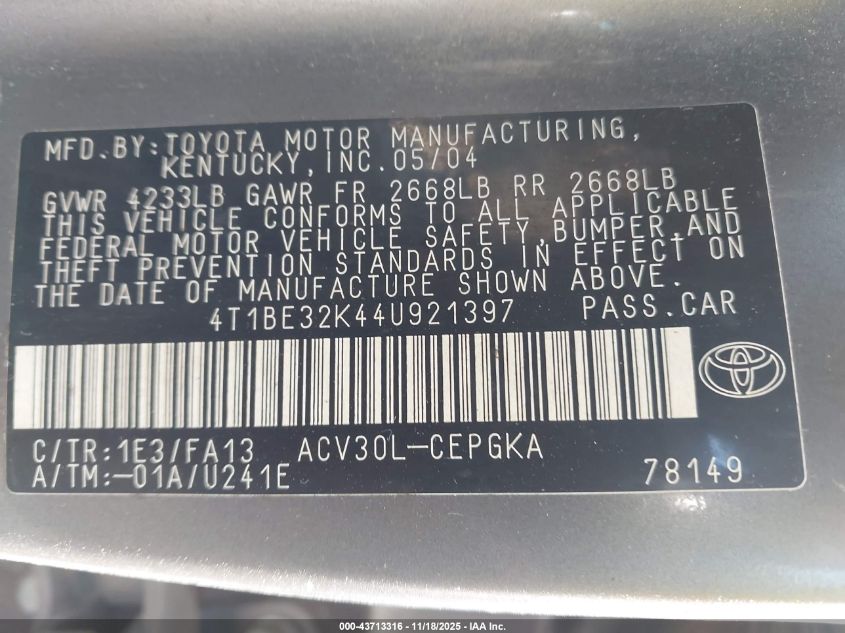 MFD.BY:TOYOTA MOTOR MANUFACTURING,
KENTUCKY,INC.05/04
GVWR 4233LB GAWR FR 2668LB RR 2668LB
THIS VEHICLE CONFORMS TO ALL APPLICABLE
FEDERAL MOTOR VEHICLE SAFETY,BUMPER,AND
THEFT PREVENTION STANDARDS IN EFFECT ON
THE DATE OF MANUFACTURE SHOWN ABOVE.
4T1BE32K44U921397 PASS.CAR
C/TR:1E3/FA13 ACV30L-CEPGKA
A/TM:-01A/U241E 78149
000-43713316 - 11/18/2025 - IAA Inc.